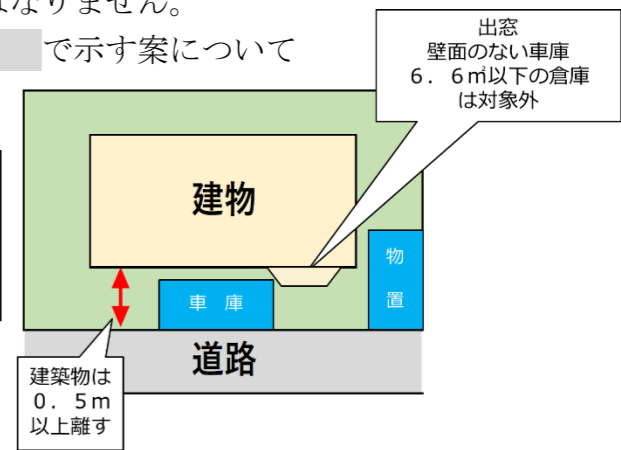 はなりません。
で示す案について
出窓
壁面のない車庫
６．６㎡以下の倉庫
は対象外
建物
物
置
車 庫
道路
建築物は
０．５ｍ
以上離す